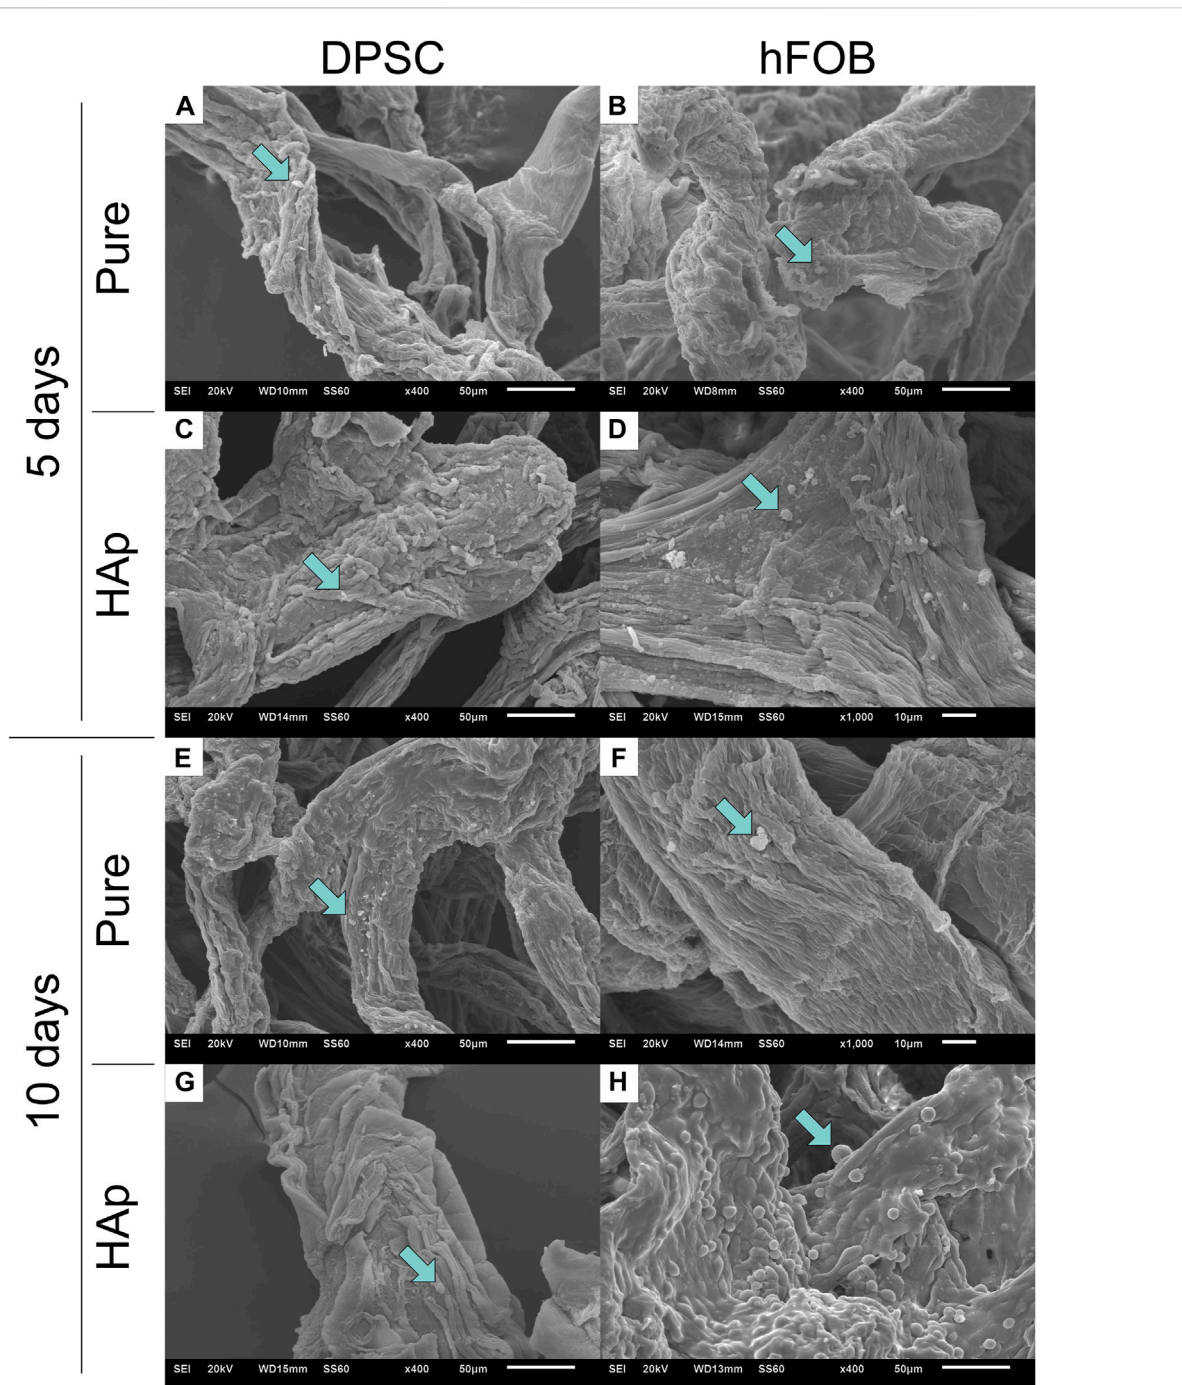 DPSC
hFOB
5 days
Pure
A
SEI 20kV WD10mm SS60 x400 50µm
B
SEI 20kV WD8mm SS60 x400 50µm
HAp
C
SEI 20kV WD14mm SS60 x400 50µm
D
SEI 20kV WD15mm SS60 x1,000 10µm
10 days
Pure
E
SEI 20kV WD10mm SS60 x400 50µm
F
SEI 20kV WD14mm SS60 x1,000 10µm
HAp
G
SEI 20kV WD15mm SS60 x400 50µm
H
SEI 20kV WD13mm SS60 x400 50µm